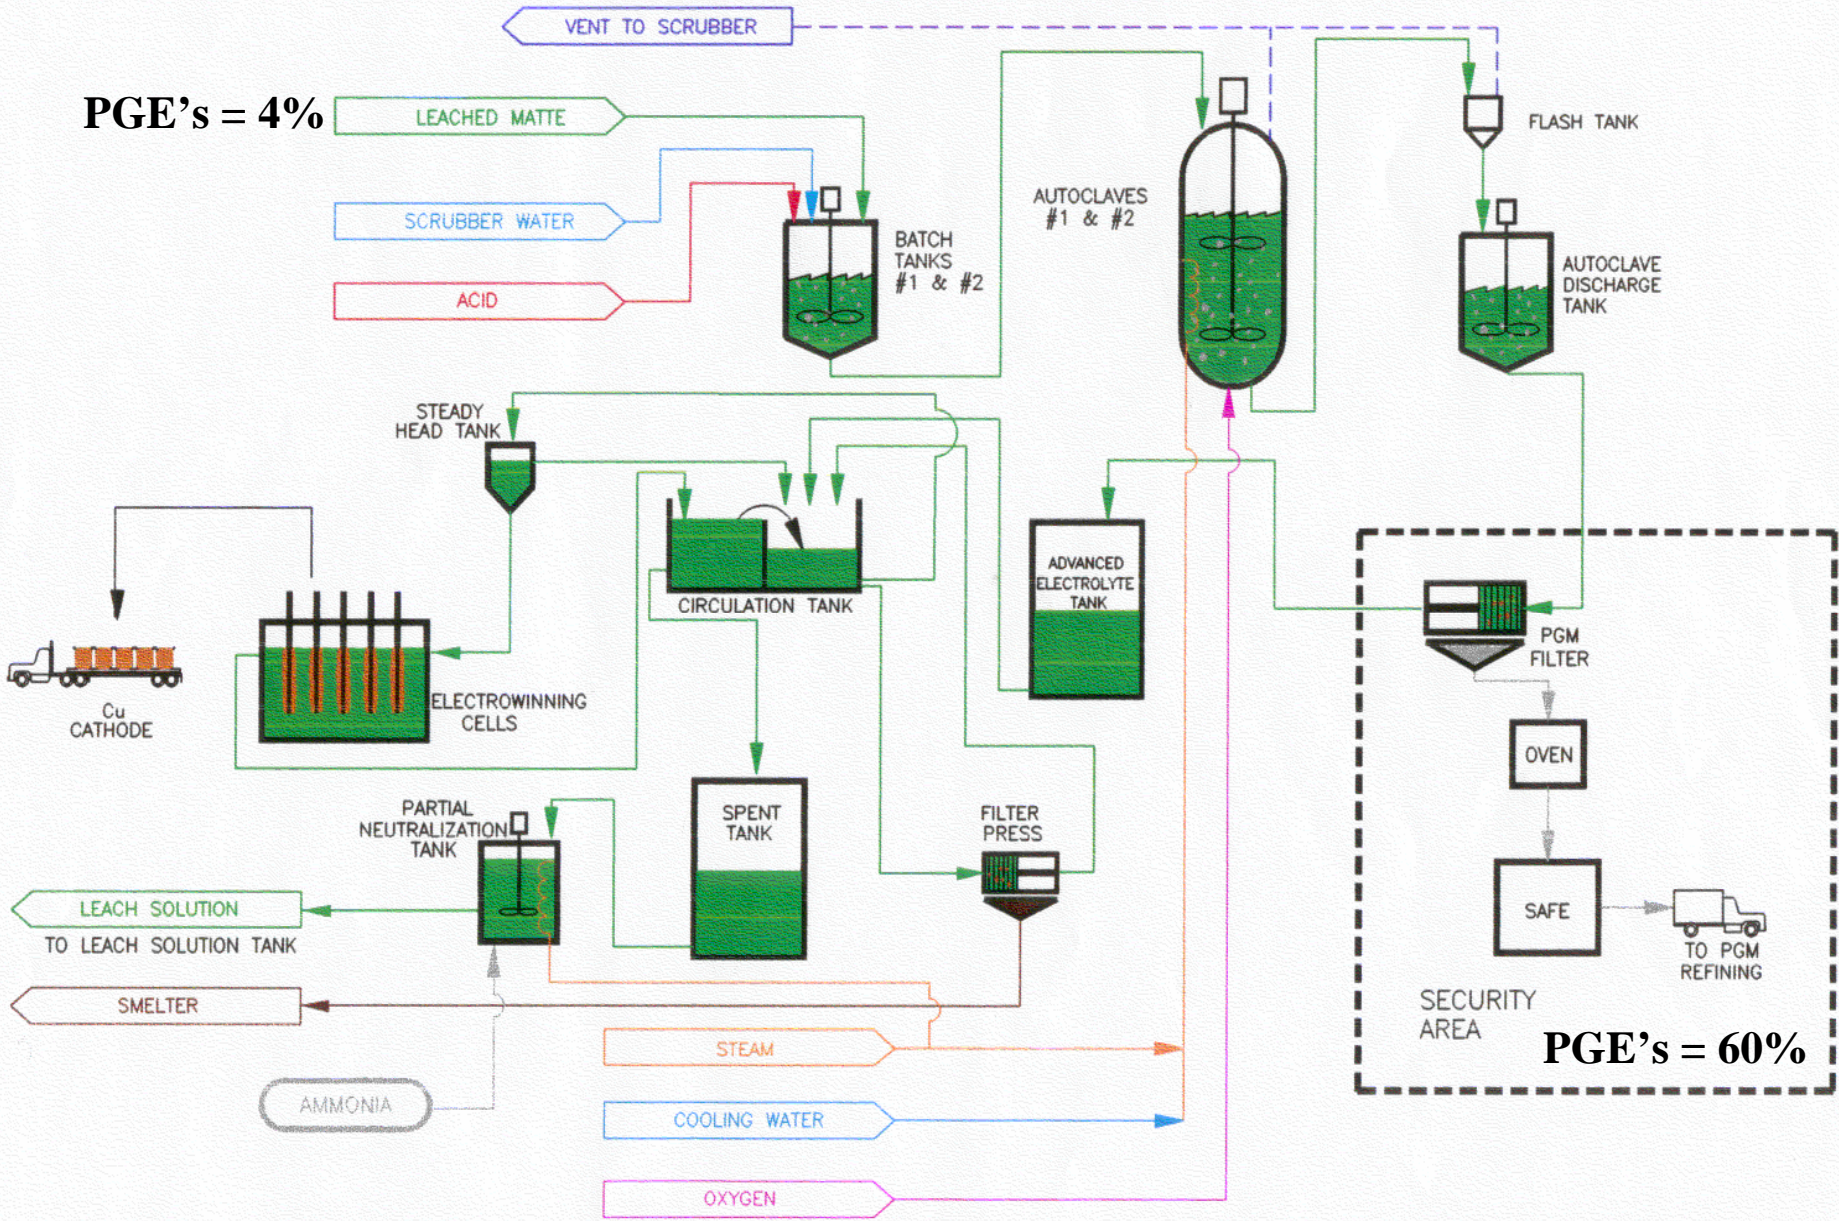 VENT TO SCRUBBER
PGE's = 4%
LEACHED MATTE
FLASH TANK
AUTOCLAVES
#1 & #2
SCRUBBER WATER
BATCH
TANKS
#1 & #2
AUTOCLAVE
DISCHARGE
TANK
ACID
STEADY
HEAD TANK
ADVANCED
ELECTROLYTE
TANK
CIRCULATION TANK
PGM
FILTER
ELECTROWINNING
CELLS
Cu
CATHODE
OVEN
PARTIAL
NEUTRALIZATION
TANK
SPENT
TANK
FILTER
PRESS
LEACH SOLUTION
TO LEACH SOLUTION TANK
SAFE
TO PGM
REFINING
SMELTER
SECURITY
AREA
PGE's = 60%
STEAM
AMMONIA
COOLING WATER
OXYGEN